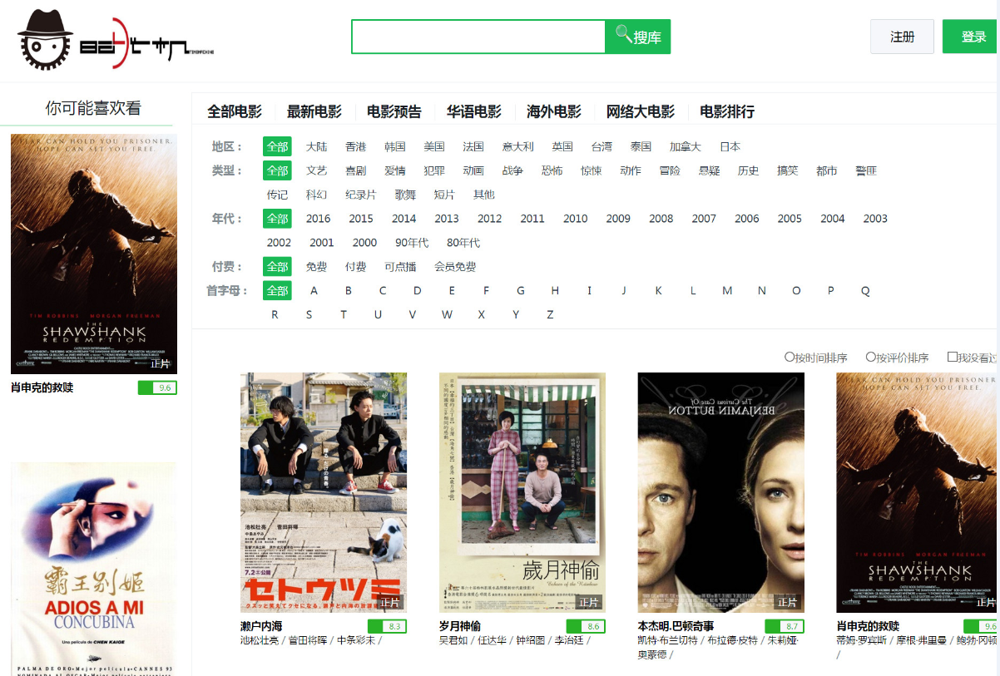 搜库
注册
登录
你可能喜欢看
FEAR CAN HOLD YOU PRISONER.
HOPE CAN SET YOU FREE.
TIM ROBBINS MORGAN FREEMAN
THE
SHAWSHANK
REDEMPTION
正片
肖申克的救赎 9.6
霸王别姬
ADIOS A MI
CONCUBINA
Una película de CHEN KAIGE
PALMA DE ORO•Mejor película•CANNES 93
全部电影 最新电影 电影预告 华语电影 海外电影 网络大电影 电影排行
地区： 全部 大陆 香港 韩国 美国 法国 意大利 英国 台湾 泰国 加拿大 日本
类型： 全部 文艺 喜剧 爱情 犯罪 动画 战争 恐怖 惊悚 动作 冒险 悬疑 历史 搞笑 都市 警匪
传记 科幻 纪录片 歌舞 短片 其他
年代： 全部 2016 2015 2014 2013 2012 2011 2010 2009 2008 2007 2006 2005 2004 2003
2002 2001 2000 90年代 80年代
付费： 全部 免费 付费 可点播 会员免费
首字母： 全部 A B C D E F G H I J K L M N O P Q
R S T U V W X Y Z
按时间排序 按评价排序 我没看过
池松壮亮 菅田将暉
7.2
セトウツミ
正片
濑户内海 8.3
池松壮亮 / 菅田将晖 / 中条彩未 /
歲月神偷
Echoes of the Rainbow
正片
岁月神偷 8.6
吴君如 / 任达华 / 钟绍图 / 李治廷 /
The Curious Case Of
BENJAMIN BUTTON
正片
本杰明.巴顿奇事 8.7
凯特·布兰切特 / 布拉德·皮特 / 朱莉娅·
奥蒙德 /
FEAR CAN HOLD YOU PRISONER
HOPE CAN SET YOU FREE.
TIM ROBBINS MORGAN FREEMAN
THE
SHAWSHANK
REDEMPTION
正片
肖申克的救赎 9.6
蒂姆·罗宾斯 / 摩根·弗里曼 / 鲍勃·冈顿
/